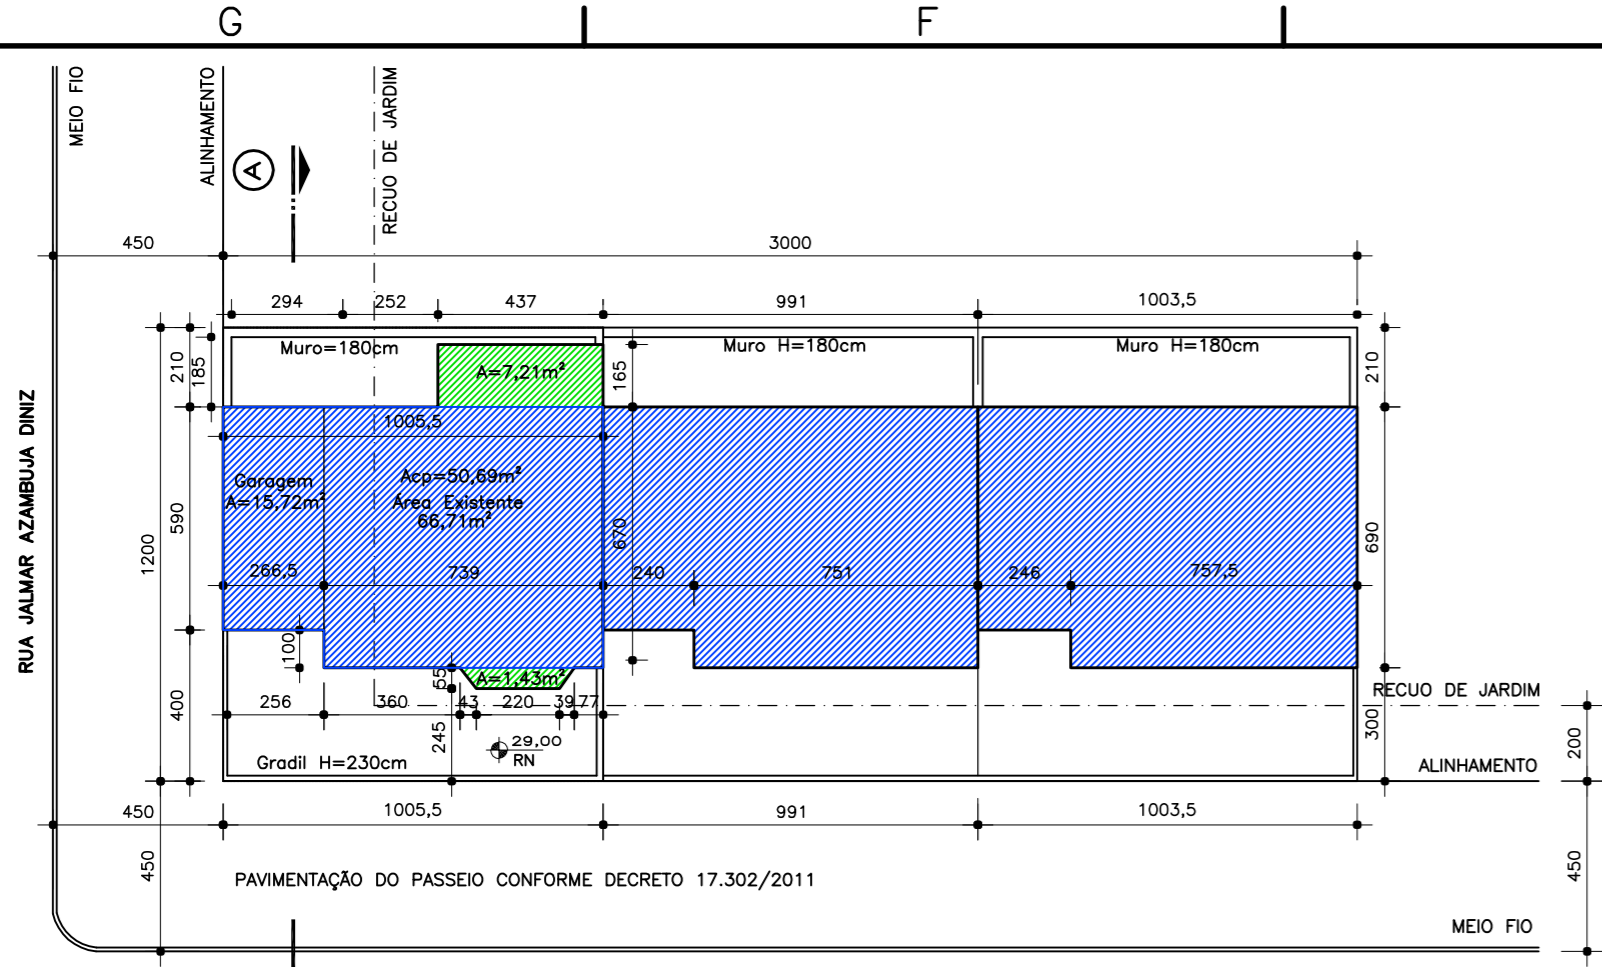 G
F
MEIO FIO
ALINHAMENTO
A
RECUO DE JARDIM
450
3000
294
252
437
991
1003,5
Muro=180cm
Muro H=180cm
Muro H=180cm
210
185
A=7,21m²
165
210
1005,5
Garagem
A=15,72m²
Acp=50,69m²
Área Existente
66,71m²
590
1200
670
690
266,5
739
240
751
246
757,5
RUA JALMAR AZAMBUJA DINIZ
100
55
A=1,43m²
RECUO DE JARDIM
256
360
43
220
39
77
400
245
300
200
29,00
RN
Gradil H=230cm
ALINHAMENTO
450
1005,5
991
1003,5
450
450
PAVIMENTAÇÃO DO PASSEIO CONFORME DECRETO 17.302/2011
MEIO FIO